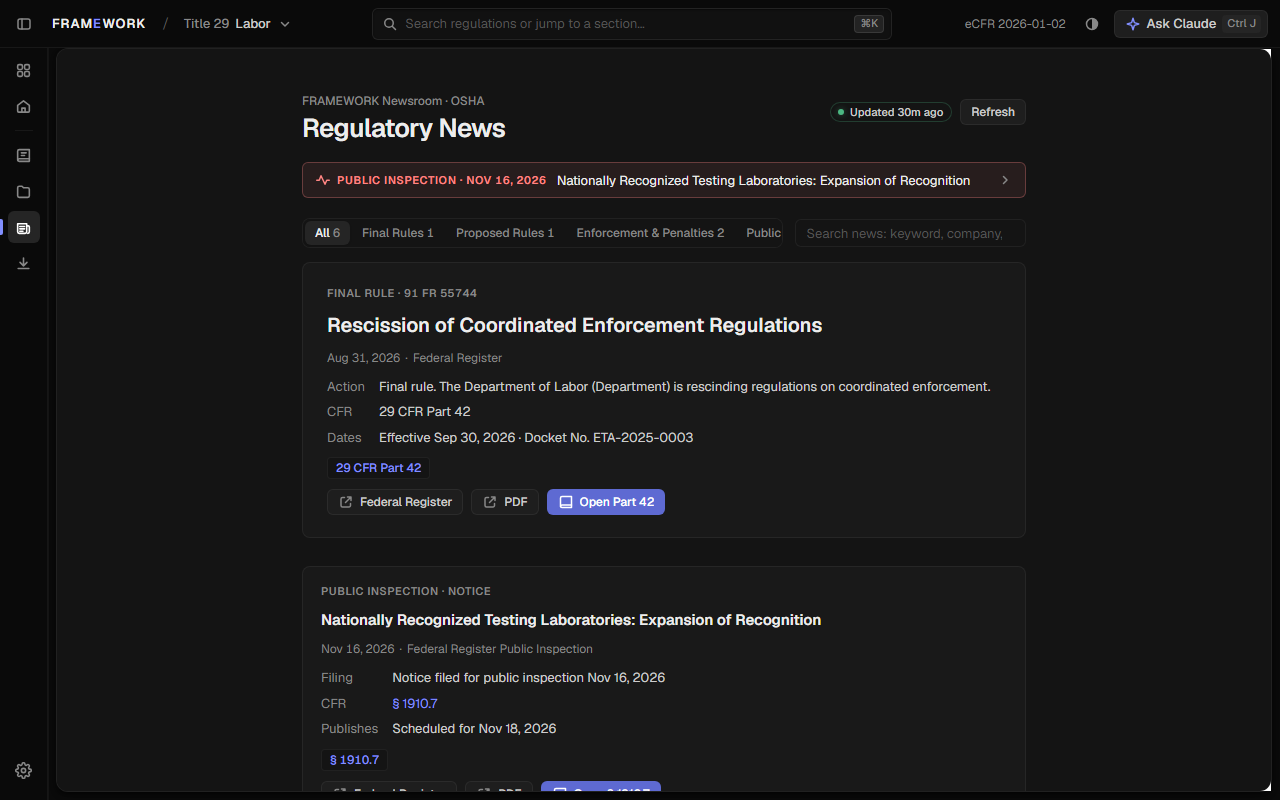 FRAMEWORK / Title 29 Labor
Search regulations or jump to a section… ⌘K
eCFR 2026-01-02
Ask Claude Ctrl J
FRAMEWORK Newsroom · OSHA
Regulatory News
Updated 30m ago
Refresh
PUBLIC INSPECTION · NOV 16, 2026 Nationally Recognized Testing Laboratories: Expansion of Recognition
All 6 Final Rules 1 Proposed Rules 1 Enforcement & Penalties 2 Public
Search news: keyword, company,
FINAL RULE · 91 FR 55744
Rescission of Coordinated Enforcement Regulations
Aug 31, 2026 · Federal Register
Action Final rule. The Department of Labor (Department) is rescinding regulations on coordinated enforcement.
CFR 29 CFR Part 42
Dates Effective Sep 30, 2026 · Docket No. ETA-2025-0003
29 CFR Part 42
Federal Register PDF Open Part 42
PUBLIC INSPECTION · NOTICE
Nationally Recognized Testing Laboratories: Expansion of Recognition
Nov 16, 2026 · Federal Register Public Inspection
Filing Notice filed for public inspection Nov 16, 2026
CFR § 1910.7
Publishes Scheduled for Nov 18, 2026
§ 1910.7